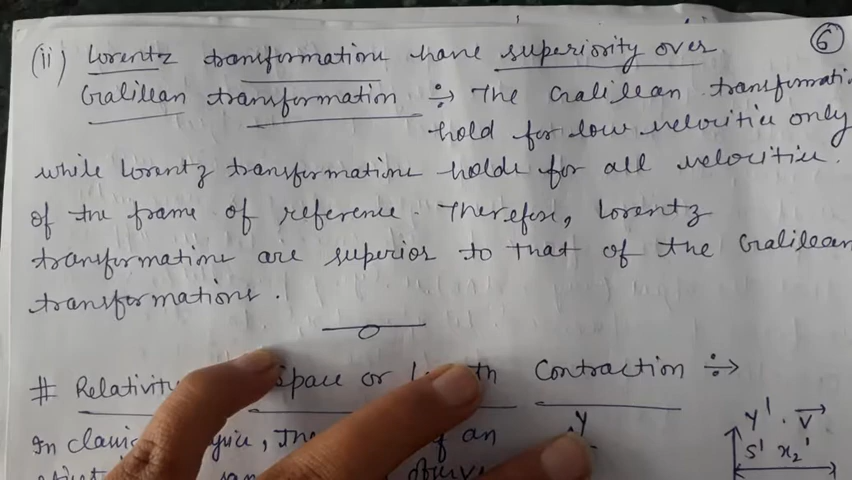 (ii) Lorentz transformations have superiority over 6
Galilean transformation ÷> The Galilean transformati
hold for low velocities only
while Lorentz transformations holds for all velocities.
of the frame of reference. Therefore, Lorentz
transformations are superior to that of the Galilean
transformations.
# Relativity Space or Contraction ÷>
Y' V
In an Y
S' x2'